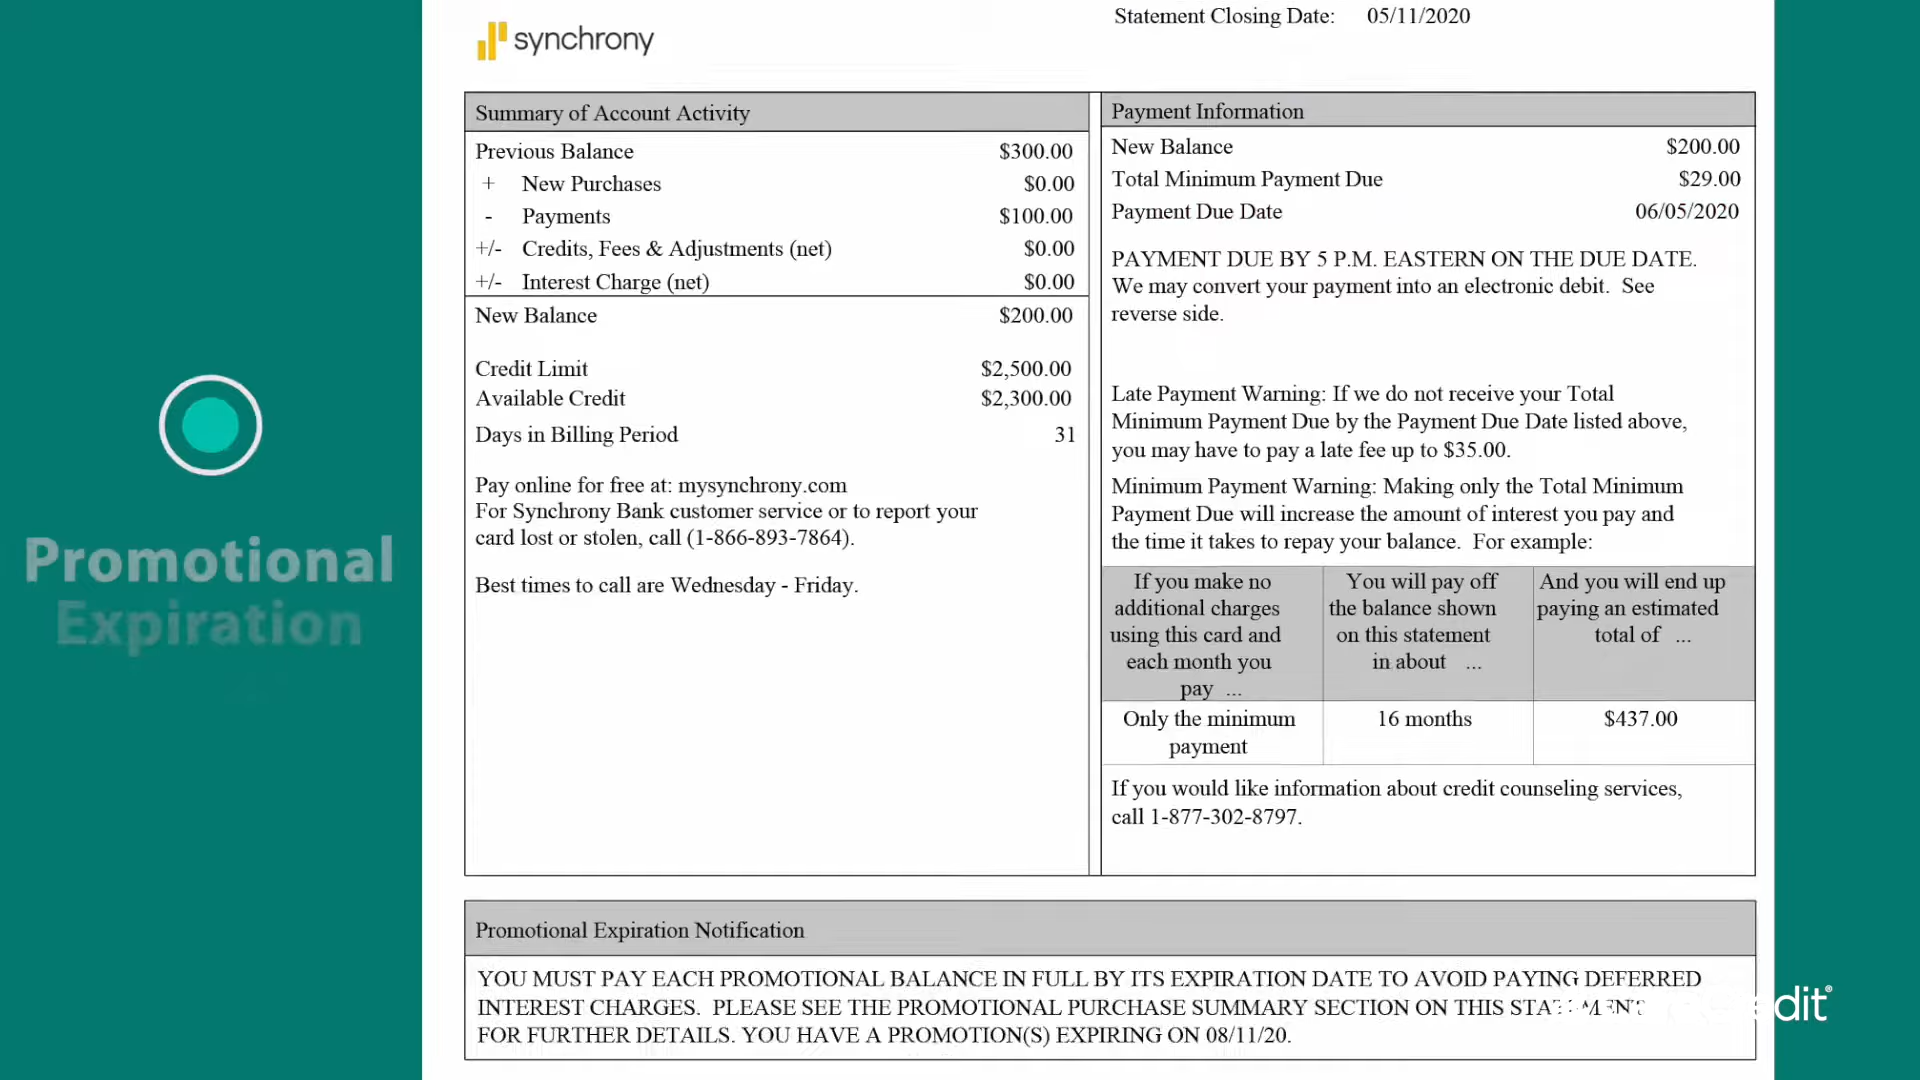 Statement Closing Date: 05/11/2020
synchrony
Summary of Account Activity
Previous Balance $300.00
+ New Purchases $0.00
- Payments $100.00
+/- Credits, Fees & Adjustments (net) $0.00
+/- Interest Charge (net) $0.00
New Balance $200.00
Credit Limit $2,500.00
Available Credit $2,300.00
Days in Billing Period 31
Pay online for free at: mysynchrony.com
For Synchrony Bank customer service or to report your
card lost or stolen, call (1-866-893-7864).
Best times to call are Wednesday - Friday.
Payment Information
New Balance $200.00
Total Minimum Payment Due $29.00
Payment Due Date 06/05/2020
PAYMENT DUE BY 5 P.M. EASTERN ON THE DUE DATE.
We may convert your payment into an electronic debit. See
reverse side.
Late Payment Warning: If we do not receive your Total
Minimum Payment Due by the Payment Due Date listed above,
you may have to pay a late fee up to $35.00.
Minimum Payment Warning: Making only the Total Minimum
Payment Due will increase the amount of interest you pay and
the time it takes to repay your balance. For example:
If you make no
additional charges
using this card and
each month you
pay ...
You will pay off
the balance shown
on this statement
in about ...
And you will end up
paying an estimated
total of ...
Only the minimum
payment
16 months
$437.00
If you would like information about credit counseling services,
call 1-877-302-8797.
Promotional
Expiration
Promotional Expiration Notification
YOU MUST PAY EACH PROMOTIONAL BALANCE IN FULL BY ITS EXPIRATION DATE TO AVOID PAYING DEFERRED
INTEREST CHARGES. PLEASE SEE THE PROMOTIONAL PURCHASE SUMMARY SECTION ON THIS STATEMENT
FOR FURTHER DETAILS. YOU HAVE A PROMOTION(S) EXPIRING ON 08/11/20.